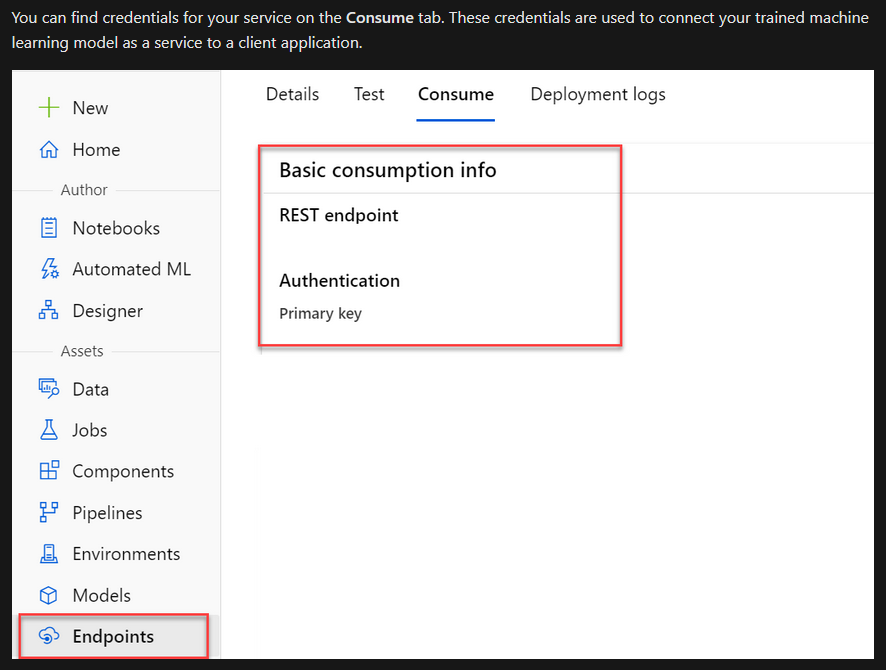 You can find credentials for your service on the Consume tab. These credentials are used to connect your trained machine
learning model as a service to a client application.
New
Home
Author
Notebooks
Automated ML
Designer
Assets
Data
Jobs
Components
Pipelines
Environments
Models
Endpoints
Details Test Consume Deployment logs
Basic consumption info
REST endpoint
Authentication
Primary key